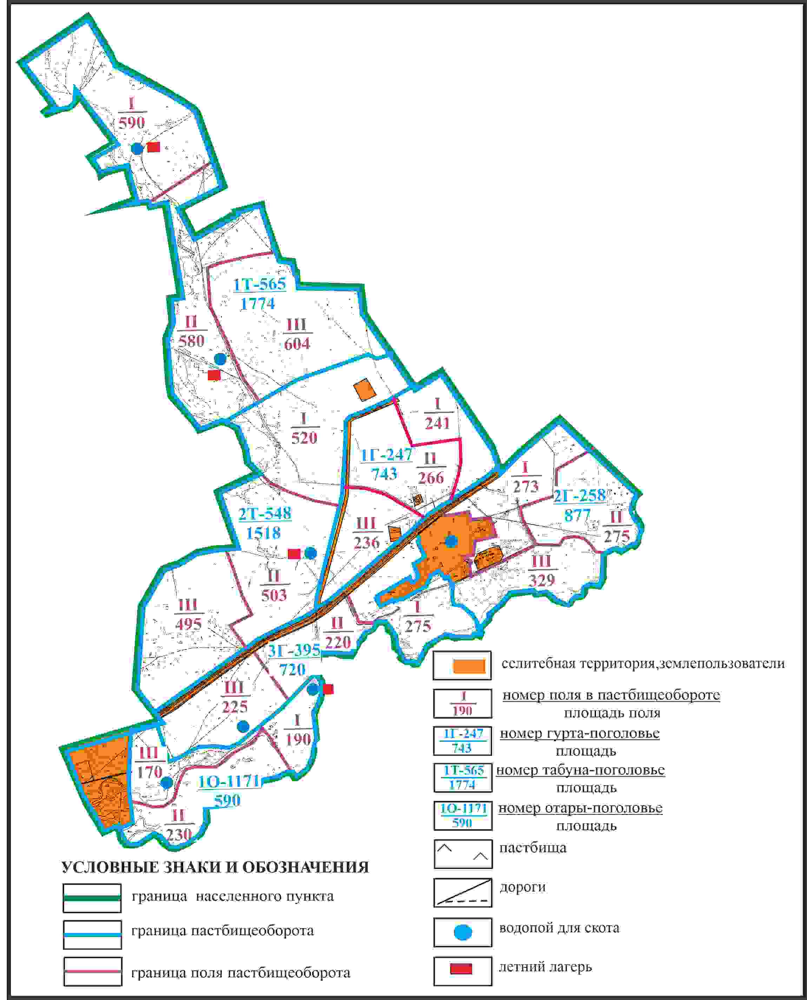 I
590
1Т-565
1774
II
580
III
604
I
520
I
241
1Г-247
743
II
266
I
273
2Г-258
877
II
275
2Т-548
1518
III
236
III
329
II
503
III
495
I
275
II
220
3Г-395
720
III
225
I
190
III
170
1О-1171
590
II
230
УСЛОВНЫЕ ЗНАКИ И ОБОЗНАЧЕНИЯ
граница населенного пункта
граница пастбищеоборота
граница поля пастбищеоборота
селитебная территория,землепользователи
I
190
номер поля в пастбищеобороте
площадь поля
1Г-247
743
номер гурта-поголовье
площадь
1Т-565
1774
номер табуна-поголовье
площадь
1О-1171
590
номер отары-поголовье
площадь
пастбища
дороги
водопой для скота
летний лагерь